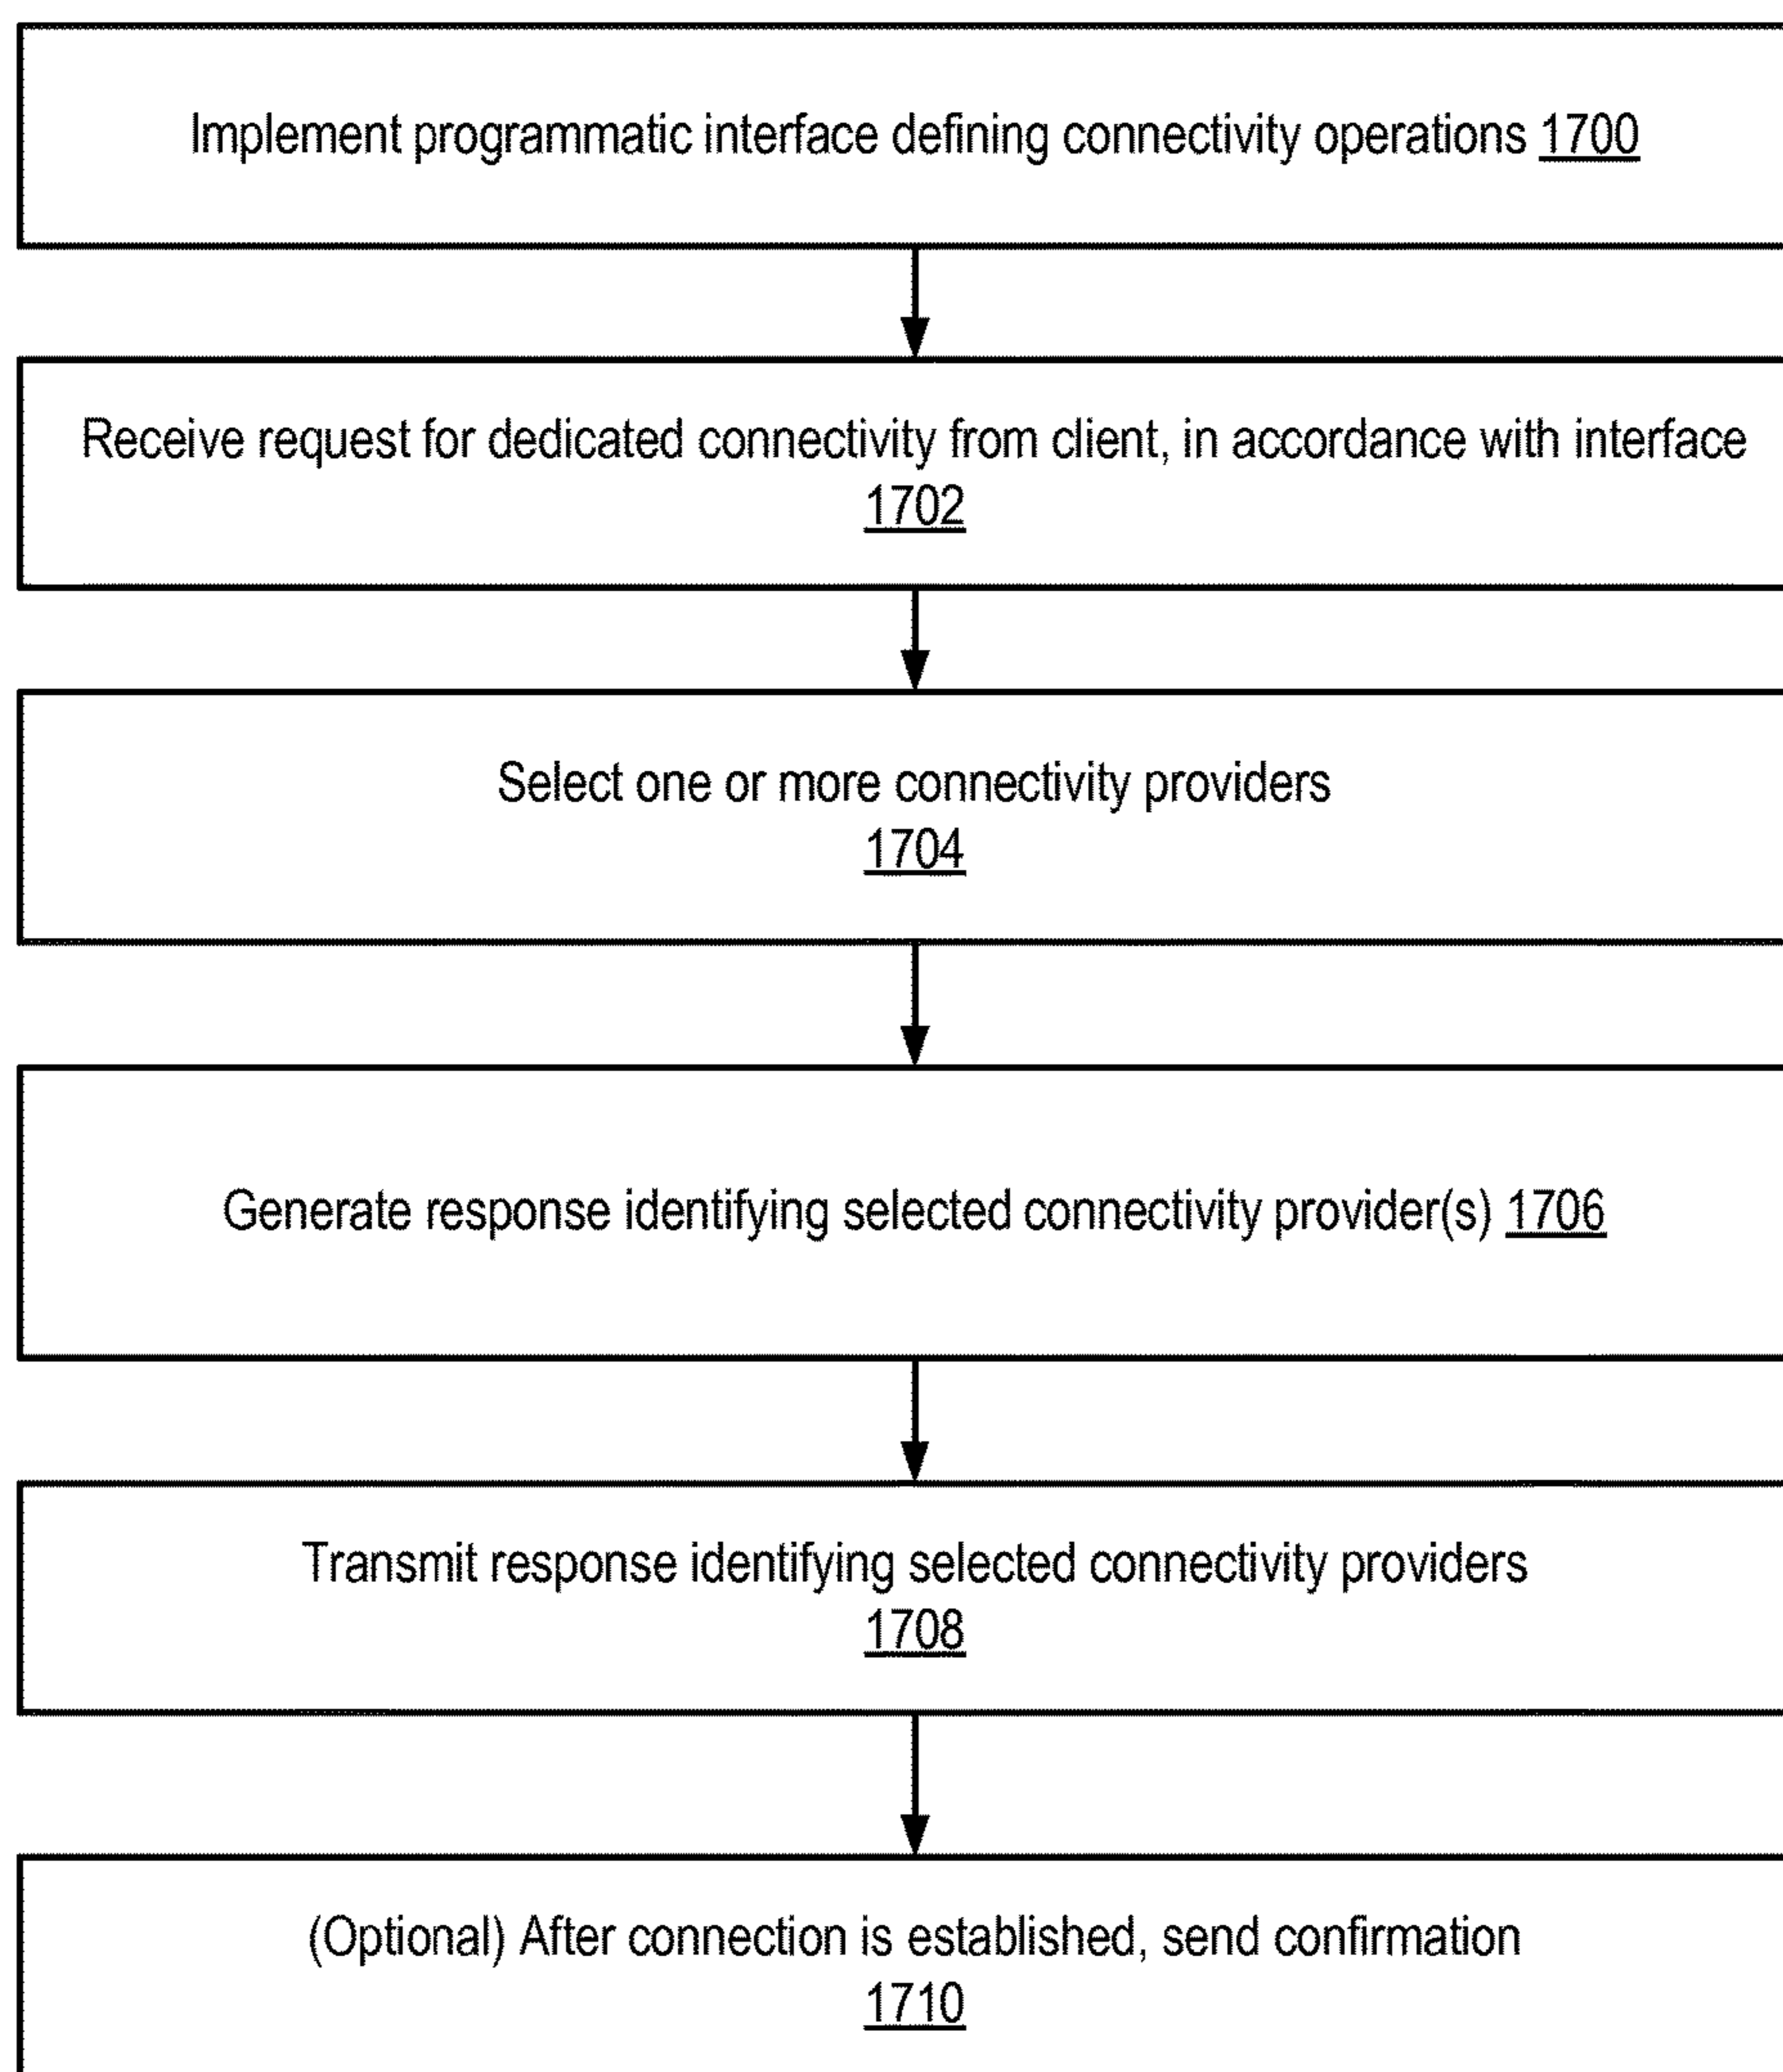 Implement programmatic interface defining connectivity operations 1700
Receive request for dedicated connectivity from client, in accordance with interface
1702
Select one or more connectivity providers
1704
Generate response identifying selected connectivity provider(s) 1706
Transmit response identifying selected connectivity providers
1708
(Optional) After connection is established, send confirmation
1710